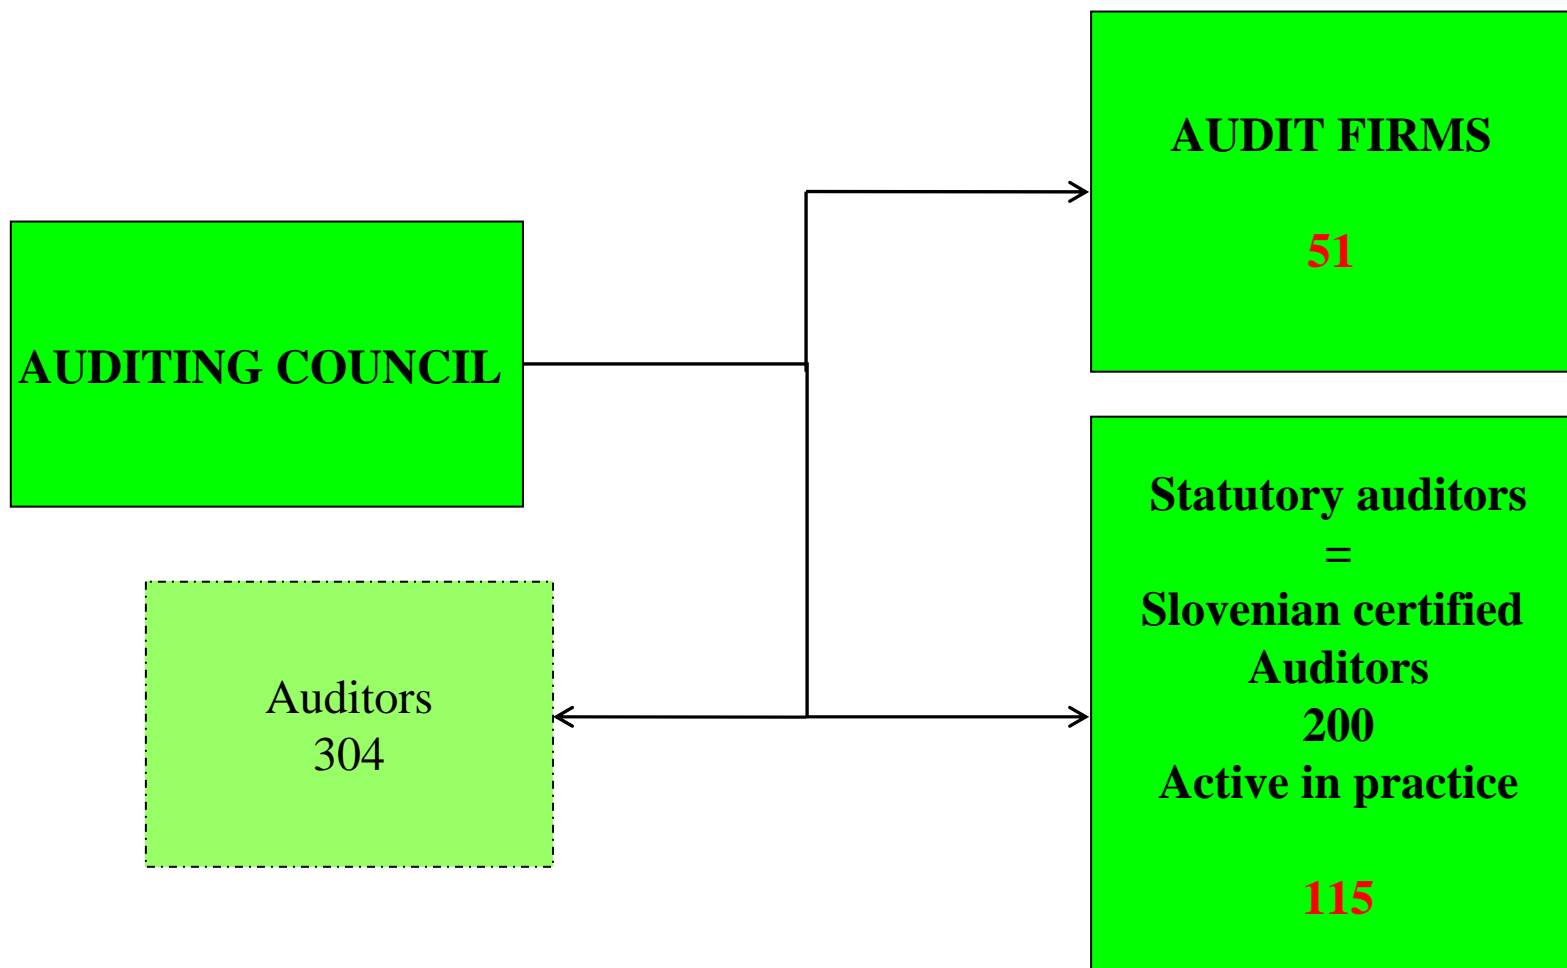 AUDITING COUNCIL
AUDIT FIRMS
51
Auditors
304
Statutory auditors
=
Slovenian certified
Auditors
200
Active in practice
115